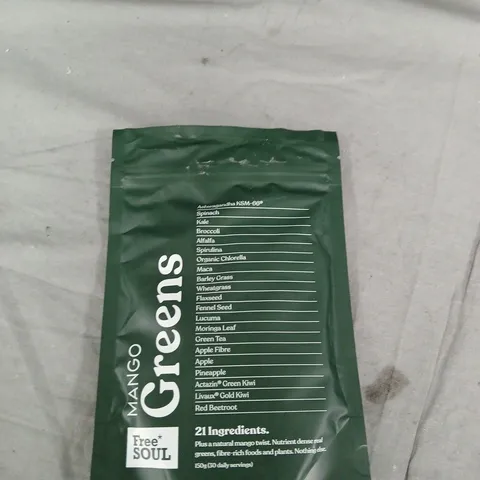 MANGO
Greens
Free*
SOUL
Ashwagandha KSM-66®
Spinach
Kale
Broccoli
Alfalfa
Spirulina
Organic Chlorella
Maca
Barley Grass
Wheatgrass
Flaxseed
Fennel Seed
Lucuma
Moringa Leaf
Green Tea
Apple Fibre
Apple
Pineapple
Actazin® Green Kiwi
Livaux® Gold Kiwi
Red Beetroot
21 Ingredients.
Plus a natural mango twist. Nutrient dense real
greens, fibre-rich foods and plants. Nothing else.
150g (30 daily servings)